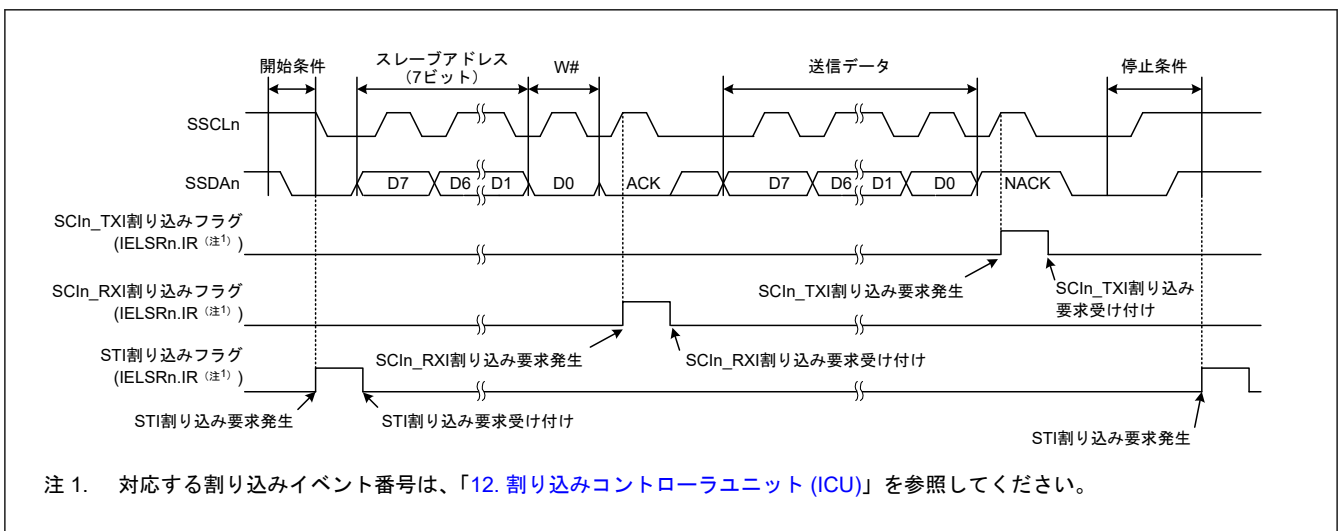 開始条件
スレーブアドレス
(7ビット)
W#
送信データ
停止条件
SSCLn
SSDAn
D7
D6
D1
D0
ACK
D7
D6
D1
D0
NACK
SCIn_TXI割り込みフラグ
(IELSRn.IR (注1) )
SCIn_TXI割り込み要求発生
SCIn_TXI割り込み
要求受け付け
SCIn_RXI割り込みフラグ
(IELSRn.IR (注1) )
SCIn_RXI割り込み要求発生
SCIn_RXI割り込み要求受け付け
STI割り込みフラグ
(IELSRn.IR (注1) )
STI割り込み要求発生
STI割り込み要求受け付け
STI割り込み要求発生
注 1. 対応する割り込みイベント番号は、「12. 割り込みコントローラユニット (ICU)」を参照してください。